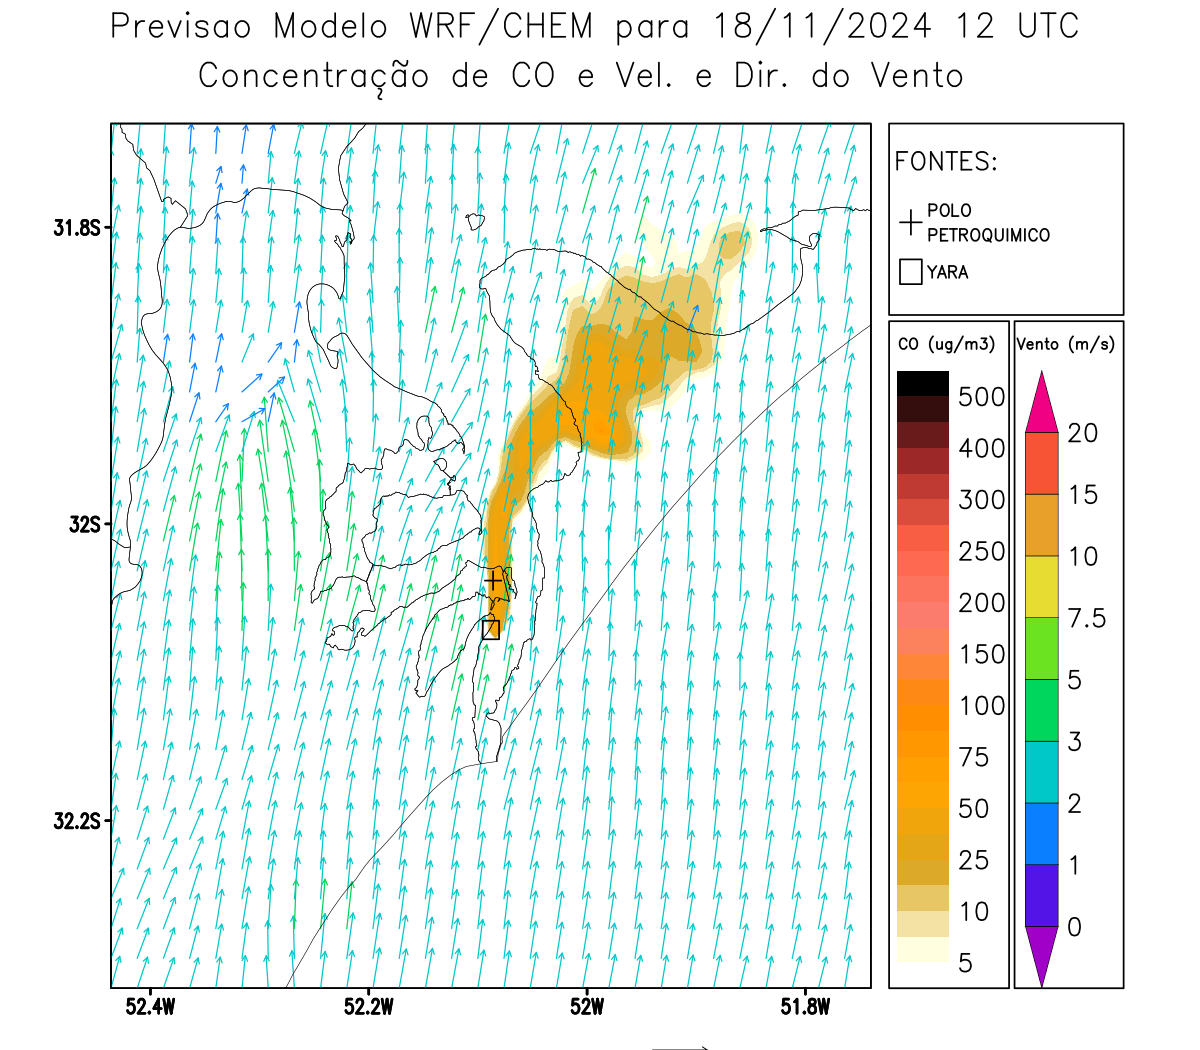 Previsao Modelo WRF/CHEM para 18/11/2024 12 UTC
Concentração de CO e Vel. e Dir. do Vento
FONTES:
POLO
PETROQUIMICO
YARA
CO (ug/m3)
500
400
300
250
200
150
100
75
50
25
10
5
Vento (m/s)
20
15
10
7.5
5
3
2
1
0
31.8S
32S
32.2S
52.4W
52.2W
52W
51.8W